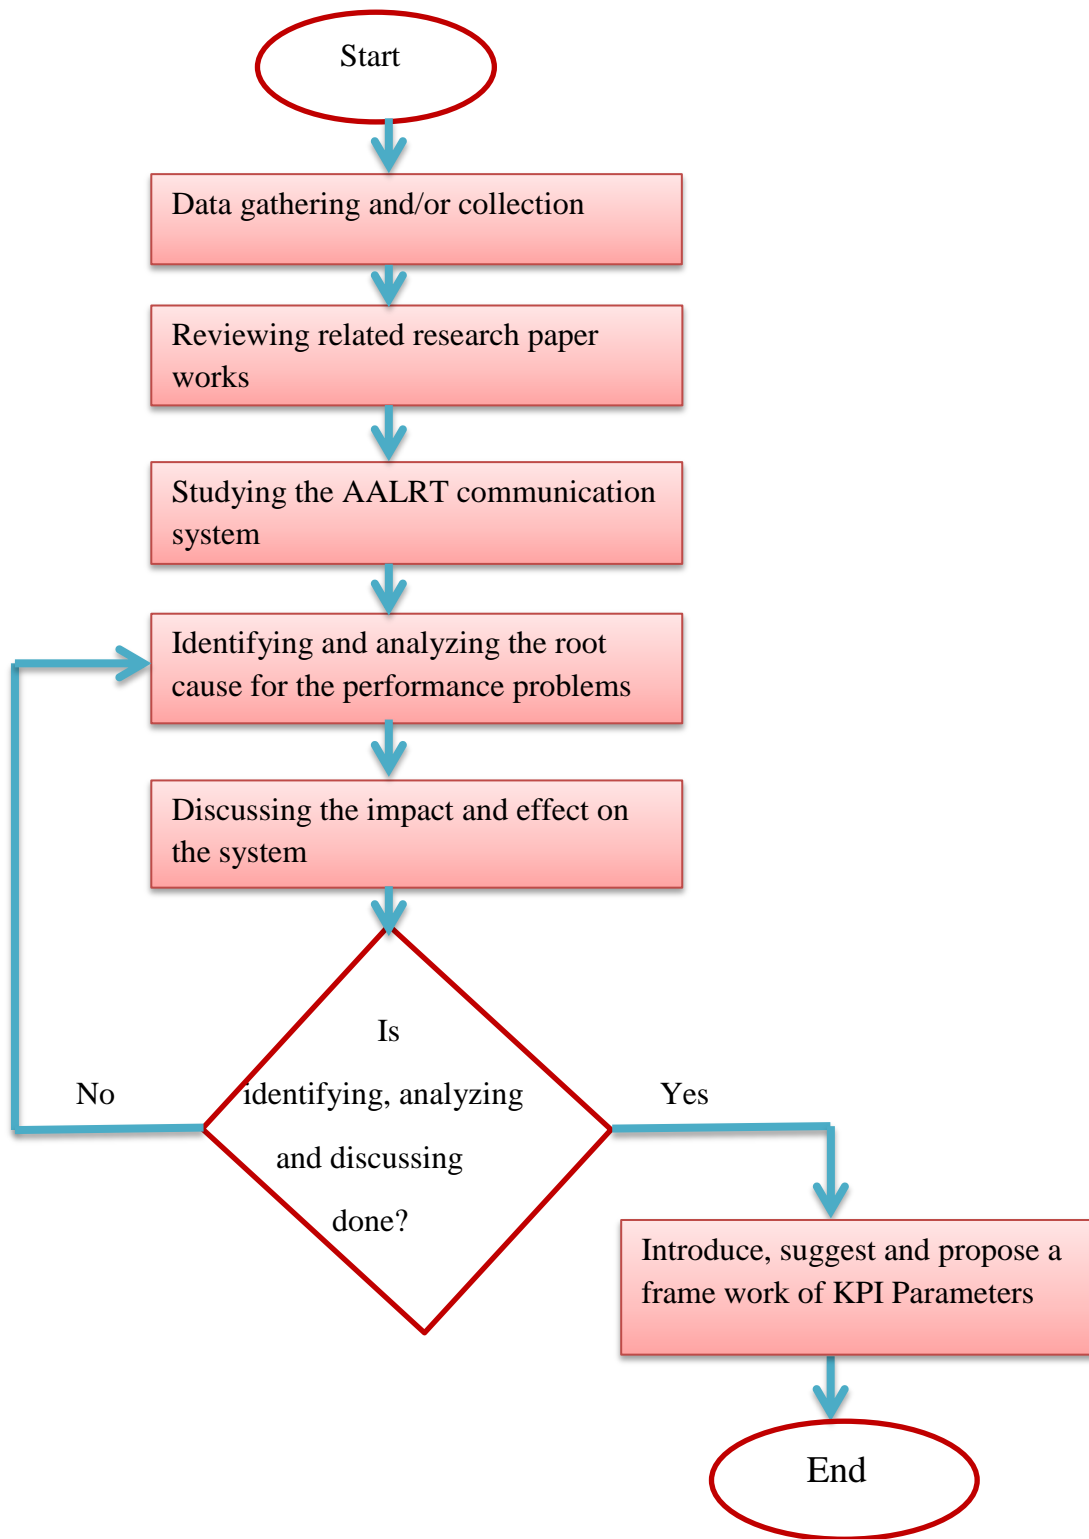 Start
Data gathering and/or collection
Reviewing related research paper
works
Studying the AALRT communication
system
Identifying and analyzing the root
cause for the performance problems
Discussing the impact and effect on
the system
Is
identifying, analyzing
and discussing
done?
No
Yes
Introduce, suggest and propose a
frame work of KPI Parameters
End